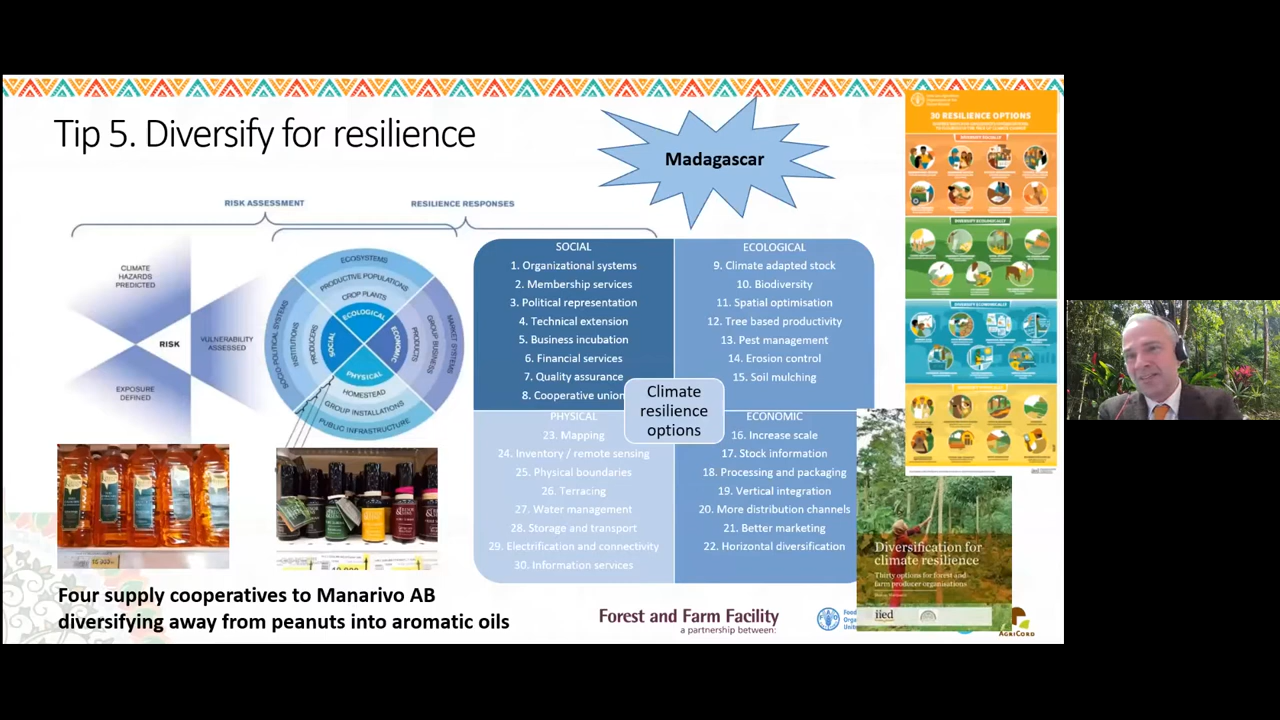 Tip 5. Diversify for resilience
Madagascar
RISK ASSESSMENT
RESILIENCE RESPONSES
CLIMATE
HAZARDS
PREDICTED
RISK
EXPOSURE
DEFINED
VULNERABILITY
ASSESSED
ECOSYSTEMS
PRODUCTIVE POPULATIONS
CROP PLANTS
ECOLOGICAL
SOCIO-POLITICAL SYSTEMS
INSTITUTIONS
PRODUCERS
SOCIAL
ECONOMIC
PRODUCTS
GROUP BUSINESS
MARKET SYSTEMS
PHYSICAL
HOMESTEAD
GROUP INSTALLATIONS
PUBLIC INFRASTRUCTURE
SOCIAL
1. Organizational systems
2. Membership services
3. Political representation
4. Technical extension
5. Business incubation
6. Financial services
7. Quality assurance
8. Cooperative union
ECOLOGICAL
9. Climate adapted stock
10. Biodiversity
11. Spatial optimisation
12. Tree based productivity
13. Pest management
14. Erosion control
15. Soil mulching
Climate
resilience
options
PHYSICAL
23. Mapping
24. Inventory / remote sensing
25. Physical boundaries
26. Terracing
27. Water management
28. Storage and transport
29. Electrification and connectivity
30. Information services
ECONOMIC
16. Increase scale
17. Stock information
18. Processing and packaging
19. Vertical integration
20. More distribution channels
21. Better marketing
22. Horizontal diversification
30 RESILIENCE OPTIONS
DIVERSIFY SOCIALLY
DIVERSIFY ECOLOGICALLY
DIVERSIFY ECONOMICALLY
Diversification for
climate resilience
Thirty options for forest and
farm producer organisations
iied
Four supply cooperatives to Manarivo AB
diversifying away from peanuts into aromatic oils
Forest and Farm Facility
a partnership between:
AGRICORD